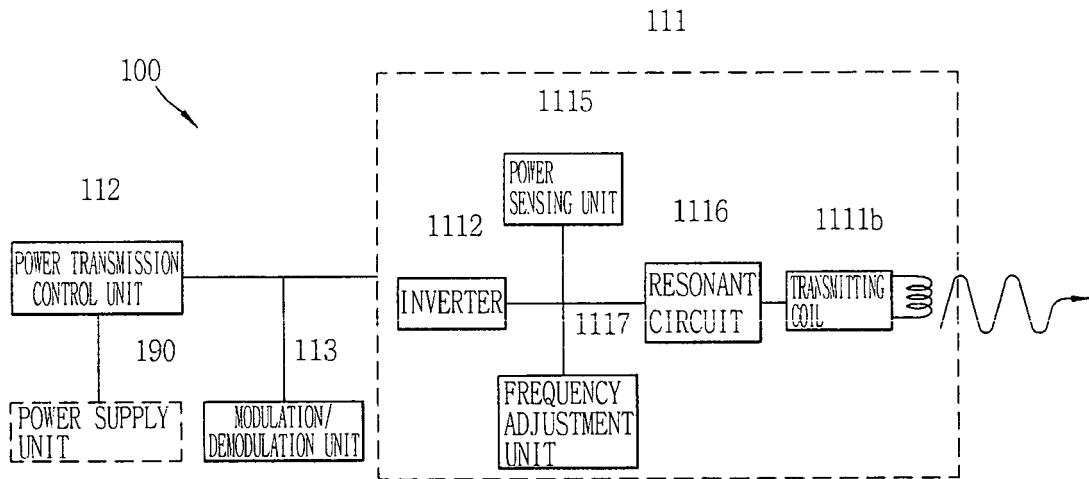 111
100
1115
POWER
SENSING UNIT
112
1112
1116
1111b
POWER TRANSMISSION
CONTROL UNIT
INVERTER
RESONANT
CIRCUIT
TRANSMITTING
COIL
1117
190
113
POWER SUPPLY
UNIT
MODULATION/
DEMODULATION UNIT
FREQUENCY
ADJUSTMENT
UNIT